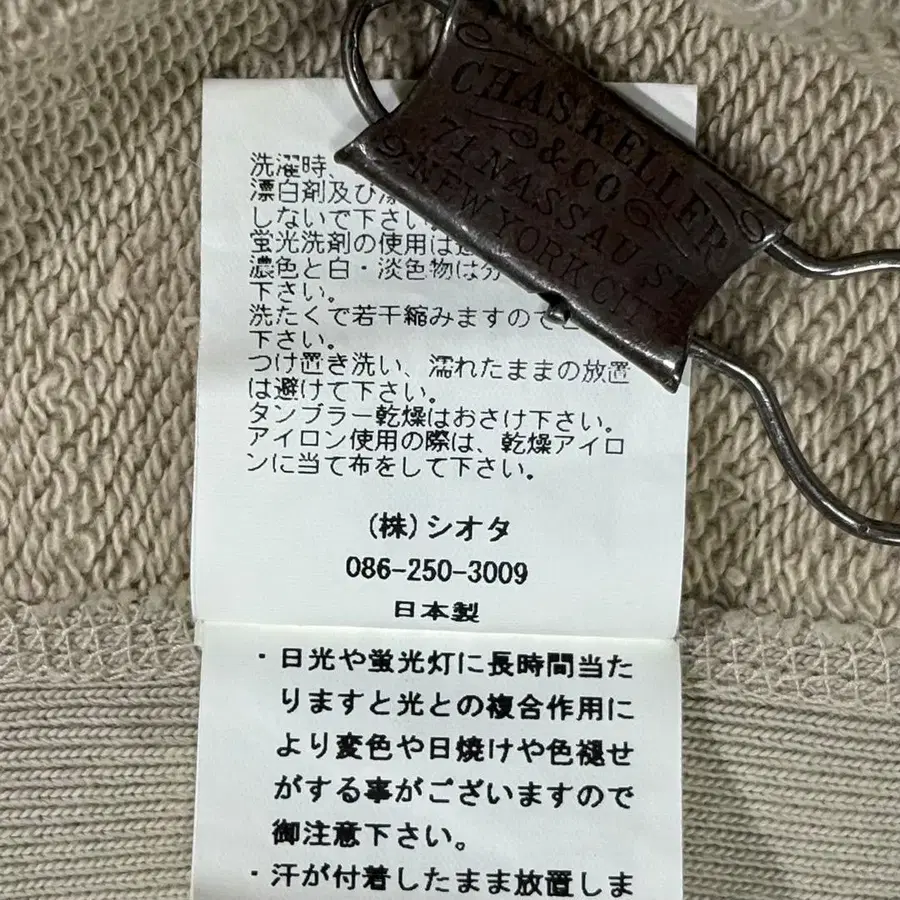 CHAS. KELLER
& CO
71 NASSAU ST
NEW YORK CITY
洗濯時、
漂白剤及び
しないで下さい。
蛍光洗剤の使用は
濃色と白・淡色物は
下さい。
洗たくで若干縮みますので
下さい。
つけ置き洗い、濡れたままの放置
は避けて下さい。
タンブラー乾燥はおさけ下さい。
アイロン使用の際は、乾燥アイロ
ンに当て布をして下さい。
(株)シオタ
086-250-3009
日本製
・日光や蛍光灯に長時間当た
りますと光との複合作用に
より変色や日焼けや色褪せ
がする事がございますので
御注意下さい。
・汗が付着したまま放置しま